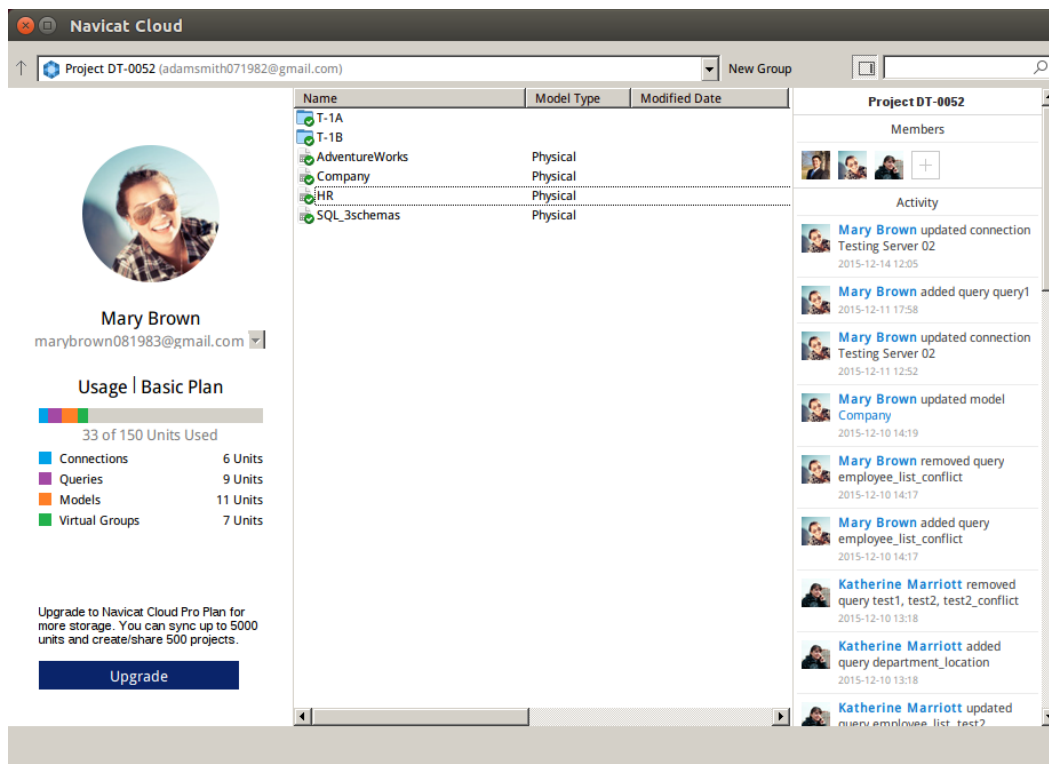 Navicat Cloud
Project DT-0052 (adamsmith071982@gmail.com)
New Group
Mary Brown
marybrown081983@gmail.com
Usage | Basic Plan
33 of 150 Units Used
Connections 6 Units
Queries 9 Units
Models 11 Units
Virtual Groups 7 Units
Upgrade to Navicat Cloud Pro Plan for
more storage. You can sync up to 5000
units and create/share 500 projects.
Upgrade
Name Model Type Modified Date
T-1A
T-1B
AdventureWorks Physical
Company Physical
HR Physical
SQL_3schemas Physical
Project DT-0052
Members
Activity
Mary Brown updated connection
Testing Server 02
2015-12-14 12:05
Mary Brown added query query1
2015-12-11 17:58
Mary Brown updated connection
Testing Server 02
2015-12-11 12:52
Mary Brown updated model
Company
2015-12-10 14:19
Mary Brown removed query
employee_list_conflict
2015-12-10 14:17
Mary Brown added query
employee_list_conflict
2015-12-10 14:17
Katherine Marriott removed
query test1, test2, test2_conflict
2015-12-10 13:18
Katherine Marriott added
query department_location
2015-12-10 13:18
Katherine Marriott updated
query employee_list, test2